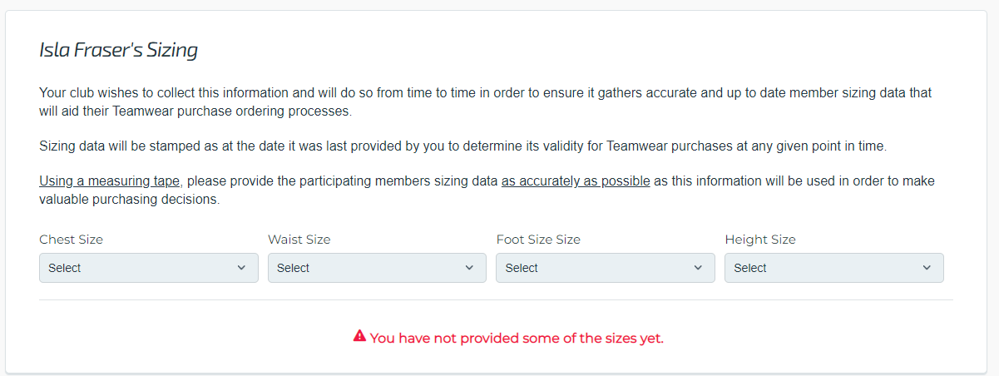 Isla Fraser's Sizing
Your club wishes to collect this information and will do so from time to time in order to ensure it gathers accurate and up to date member sizing data that
will aid their Teamwear purchase ordering processes.
Sizing data will be stamped as at the date it was last provided by you to determine its validity for Teamwear purchases at any given point in time.
Using a measuring tape, please provide the participating members sizing data as accurately as possible as this information will be used in order to make
valuable purchasing decisions.
Chest Size Waist Size Foot Size Size Height Size
Select Select Select Select
You have not provided some of the sizes yet.